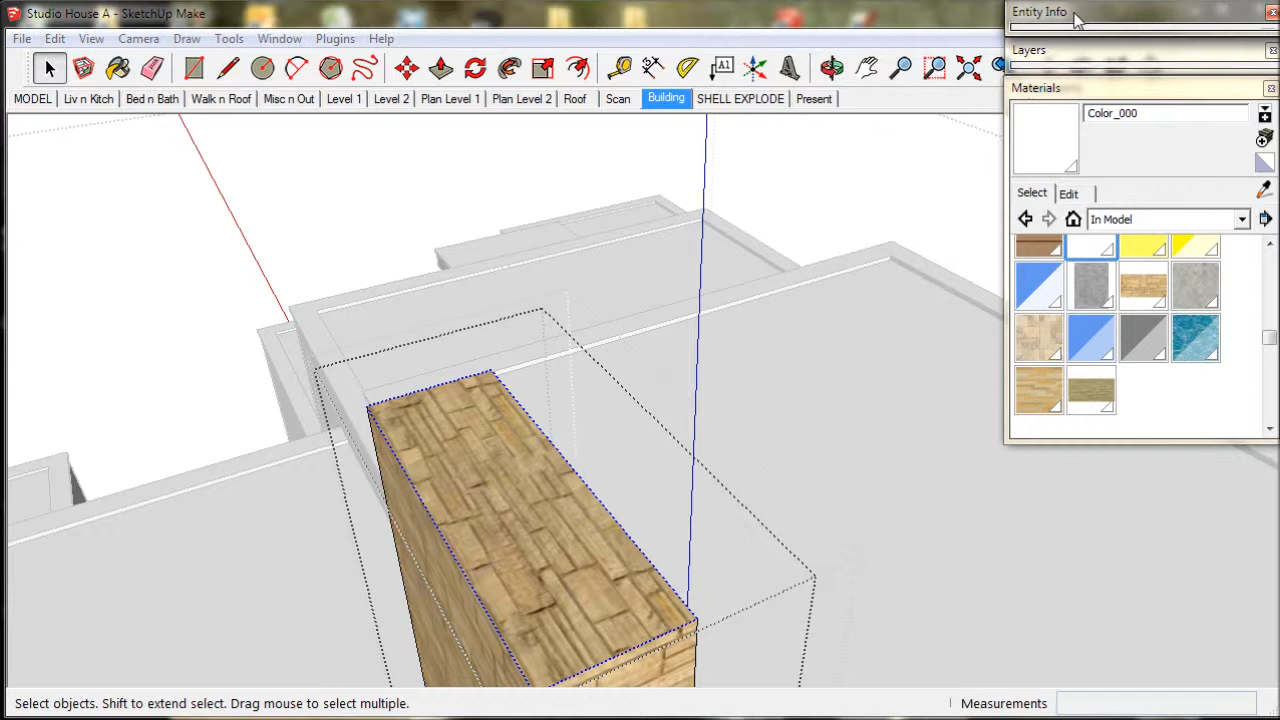 Studio House A - SketchUp Make
Entity Info
File Edit View Camera Draw Tools Window Plugins Help
Layers
Materials
A1
MODEL Liv n Kitch Bed n Bath Walk n Roof Misc n Out Level 1 Level 2 Plan Level 1 Plan Level 2 Roof Scan Building SHELL EXPLODE Present
Color_000
Select Edit
In Model
Select objects. Shift to extend select. Drag mouse to select multiple.
Measurements